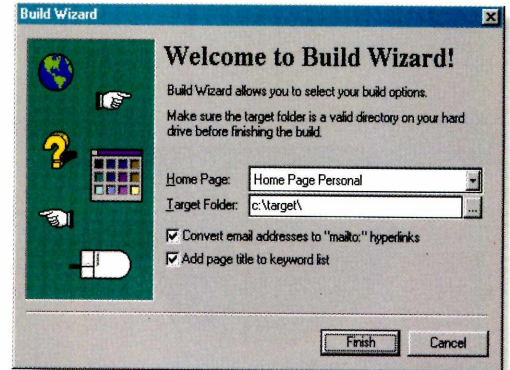 Build Wizard
Welcome to Build Wizard!
Build Wizard allows you to select your build options.
Make sure the target folder is a valid directory on your hard
drive before finishing the build.
Home Page: Home Page Personal
Target Folder: c:\target\ ...
Convert email addresses to "mailto:" hyperlinks
Add page title to keyword list
Finish Cancel